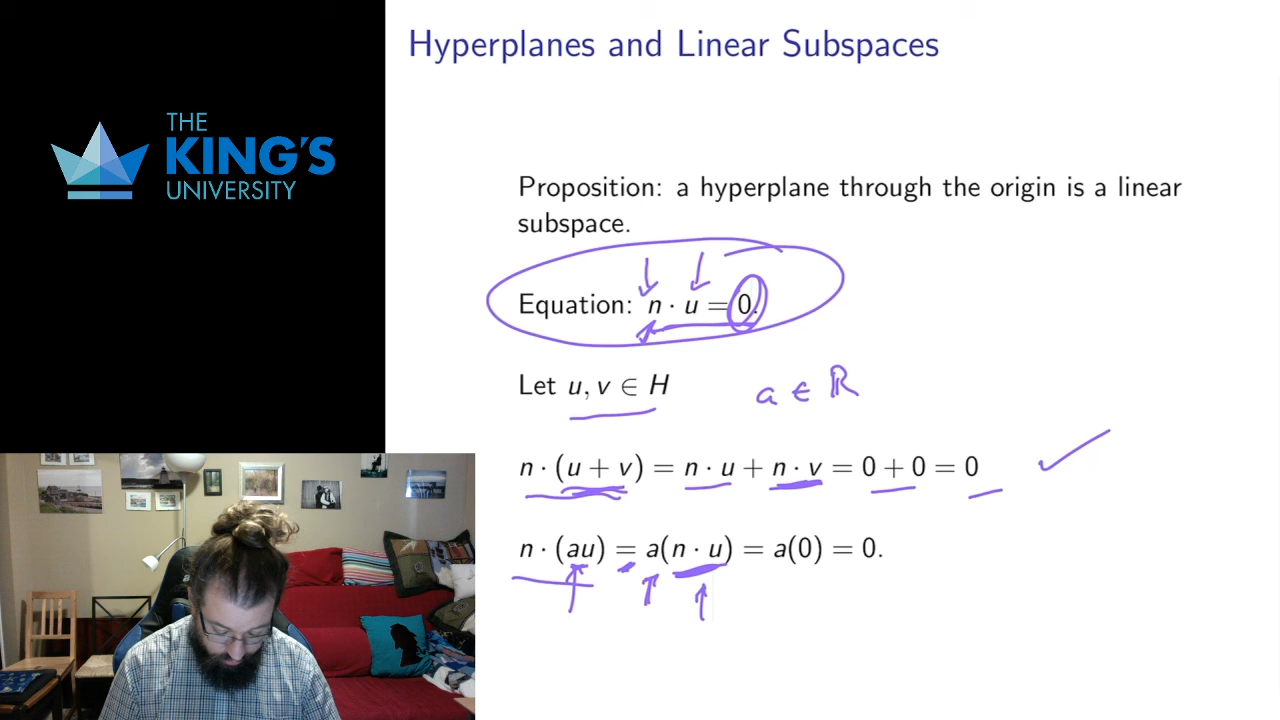 Hyperplanes and Linear Subspaces
THE
KING'S
UNIVERSITY
Proposition: a hyperplane through the origin is a linear
subspace.
Equation: n · u = 0.
Let u, v ∈ H
a ∈ ℝ
n · (u + v) = n · u + n · v = 0 + 0 = 0
n · (au) = a(n · u) = a(0) = 0.